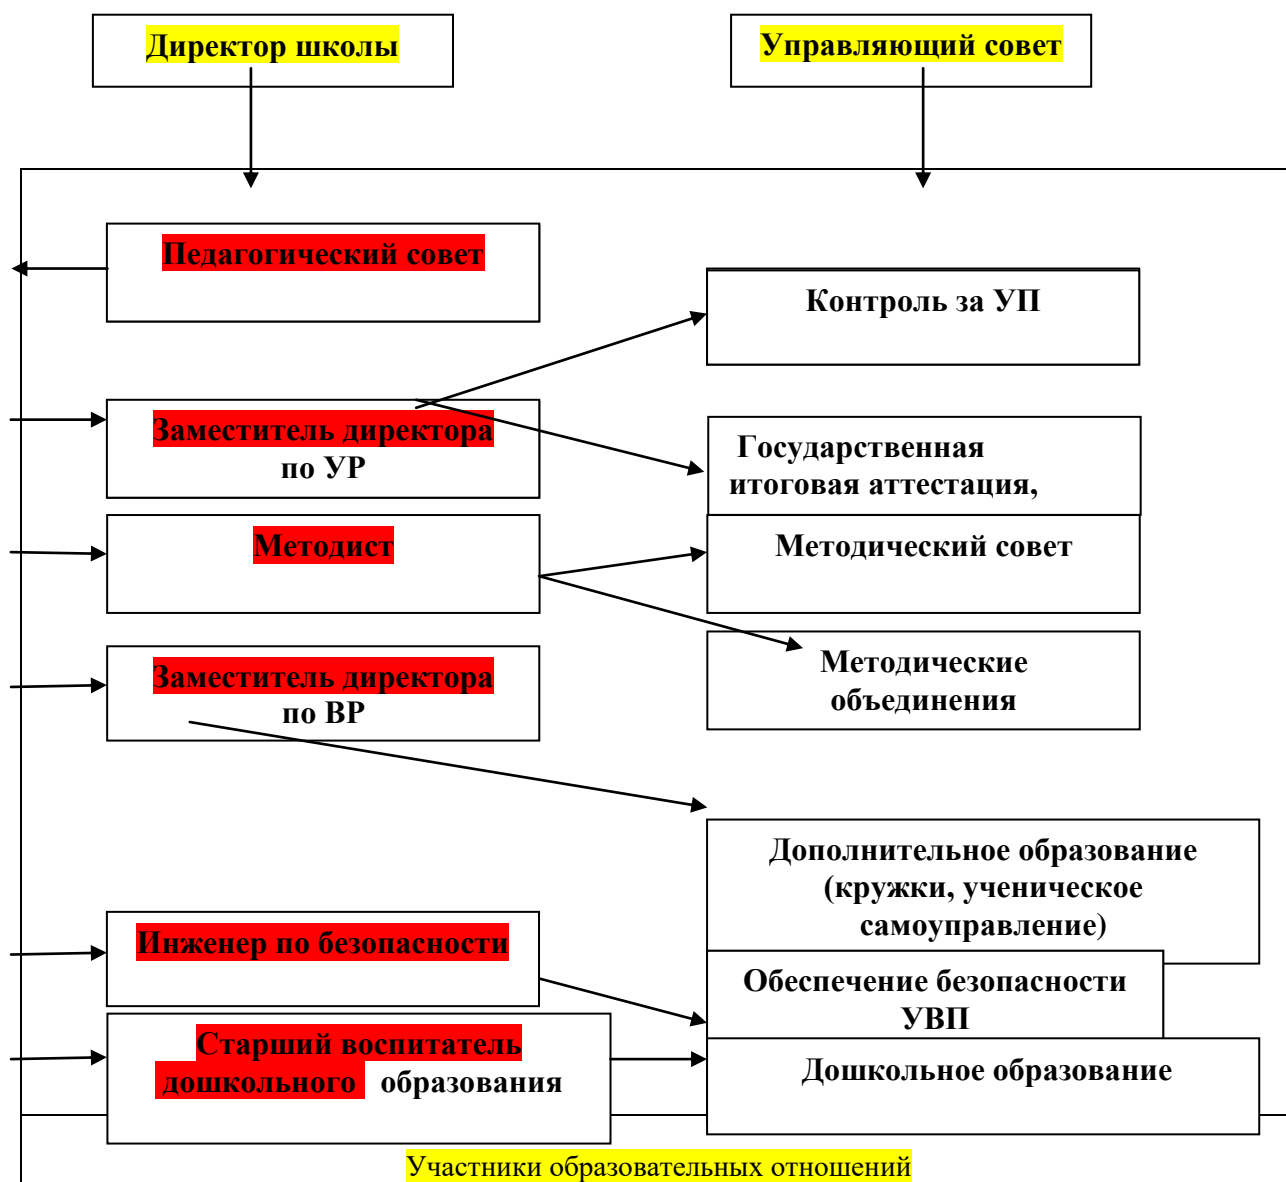 Директор школы
Управляющий совет
Педагогический совет
Контроль за УП
Заместитель директора
по УР
Государственная
итоговая аттестация,
Методист
Методический совет
Методические
объединения
Заместитель директора
по ВР
Дополнительное образование
(кружки, ученическое
самоуправление)
Инженер по безопасности
Обеспечение безопасности
УВП
Старший воспитатель
дошкольного образования
Дошкольное образование
Участники образовательных отношений